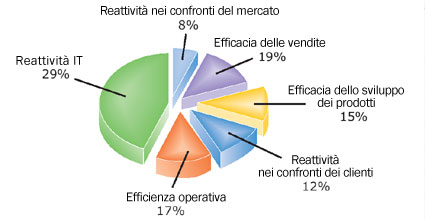 Reattività nei confronti del mercato
8%
Efficacia delle vendite
19%
Reattività IT
29%
Efficacia dello sviluppo
dei prodotti
15%
Reattività
nei confronti dei clienti
12%
Efficienza operativa
17%